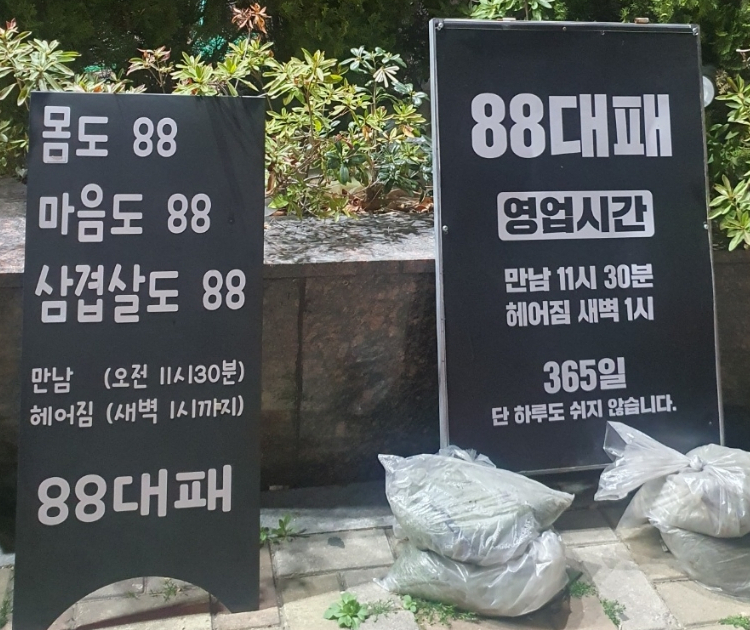 몸도 88
마음도 88
삼겹살도 88
만남 (오전 11시30분)
헤어짐 (새벽 1시까지)
88대패
88대패
영업시간
만남 11시 30분
헤어짐 새벽 1시
365일
단 하루도 쉬지 않습니다.